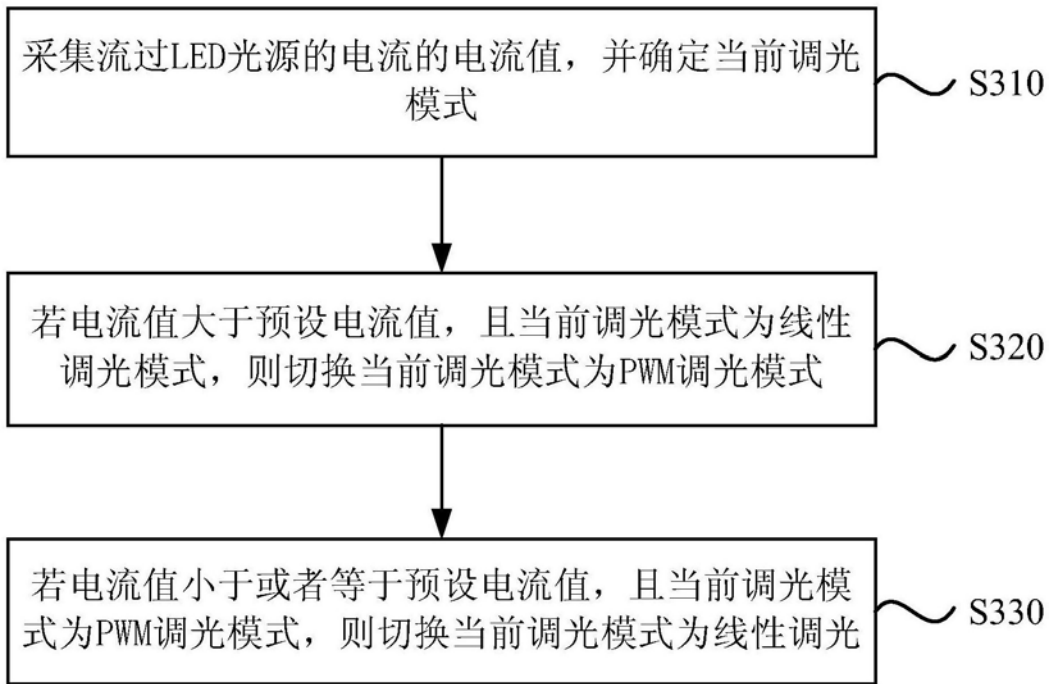 采集流过LED光源的电流的电流值，并确定当前调光
模式
S310
若电流值大于预设电流值，且当前调光模式为线性
调光模式，则切换当前调光模式为PWM调光模式
S320
若电流值小于或者等于预设电流值，且当前调光模
式为PWM调光模式，则切换当前调光模式为线性调光
S330